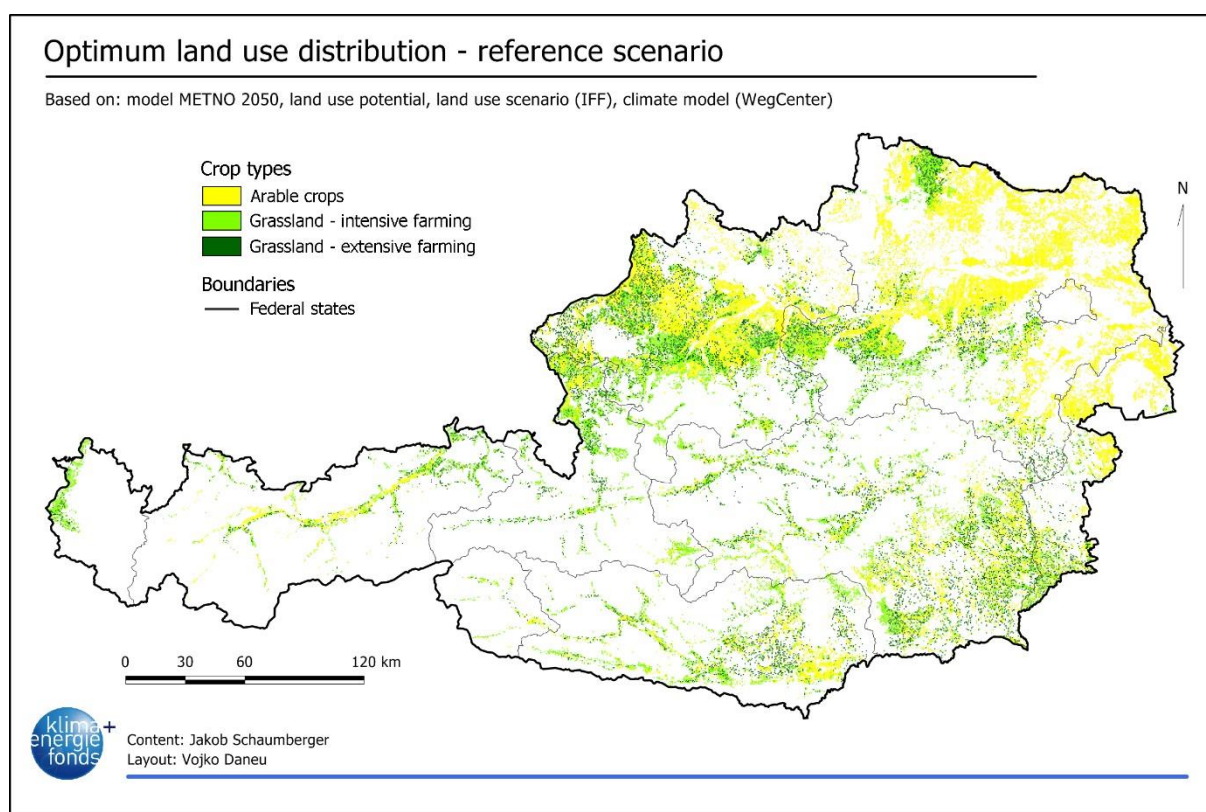 Optimum land use distribution - reference scenario
Based on: model METNO 2050, land use potential, land use scenario (IFF), climate model (WegCenter)
Crop types
Arable crops
Grassland - intensive farming
Grassland - extensive farming
Boundaries
Federal states
N
0 30 60 120 km
klima+
energie
fonds
Content: Jakob Schaumberger
Layout: Vojko Daneu